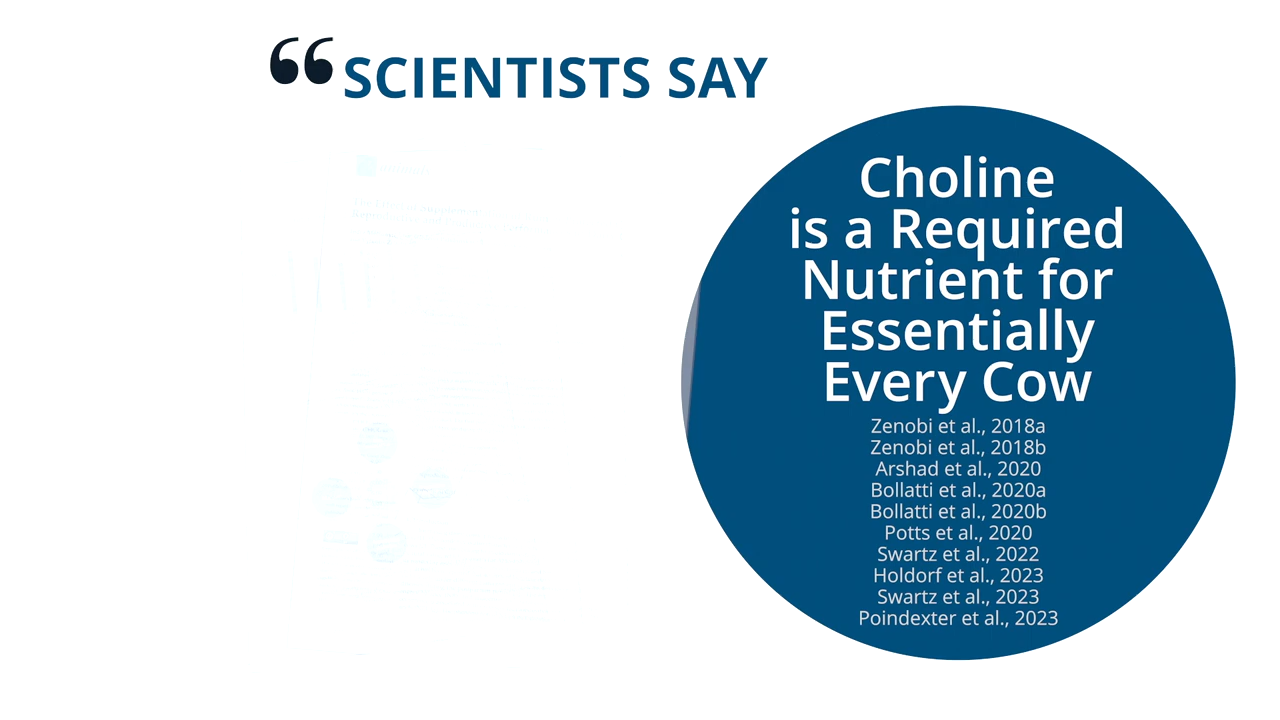 “ SCIENTISTS SAY
Choline
is a Required
Nutrient for
Essentially
Every Cow
Zenobi et al., 2018a
Zenobi et al., 2018b
Arshad et al., 2020
Bollatti et al., 2020a
Bollatti et al., 2020b
Potts et al., 2020
Swartz et al., 2022
Holdorf et al., 2023
Swartz et al., 2023
Poindexter et al., 2023